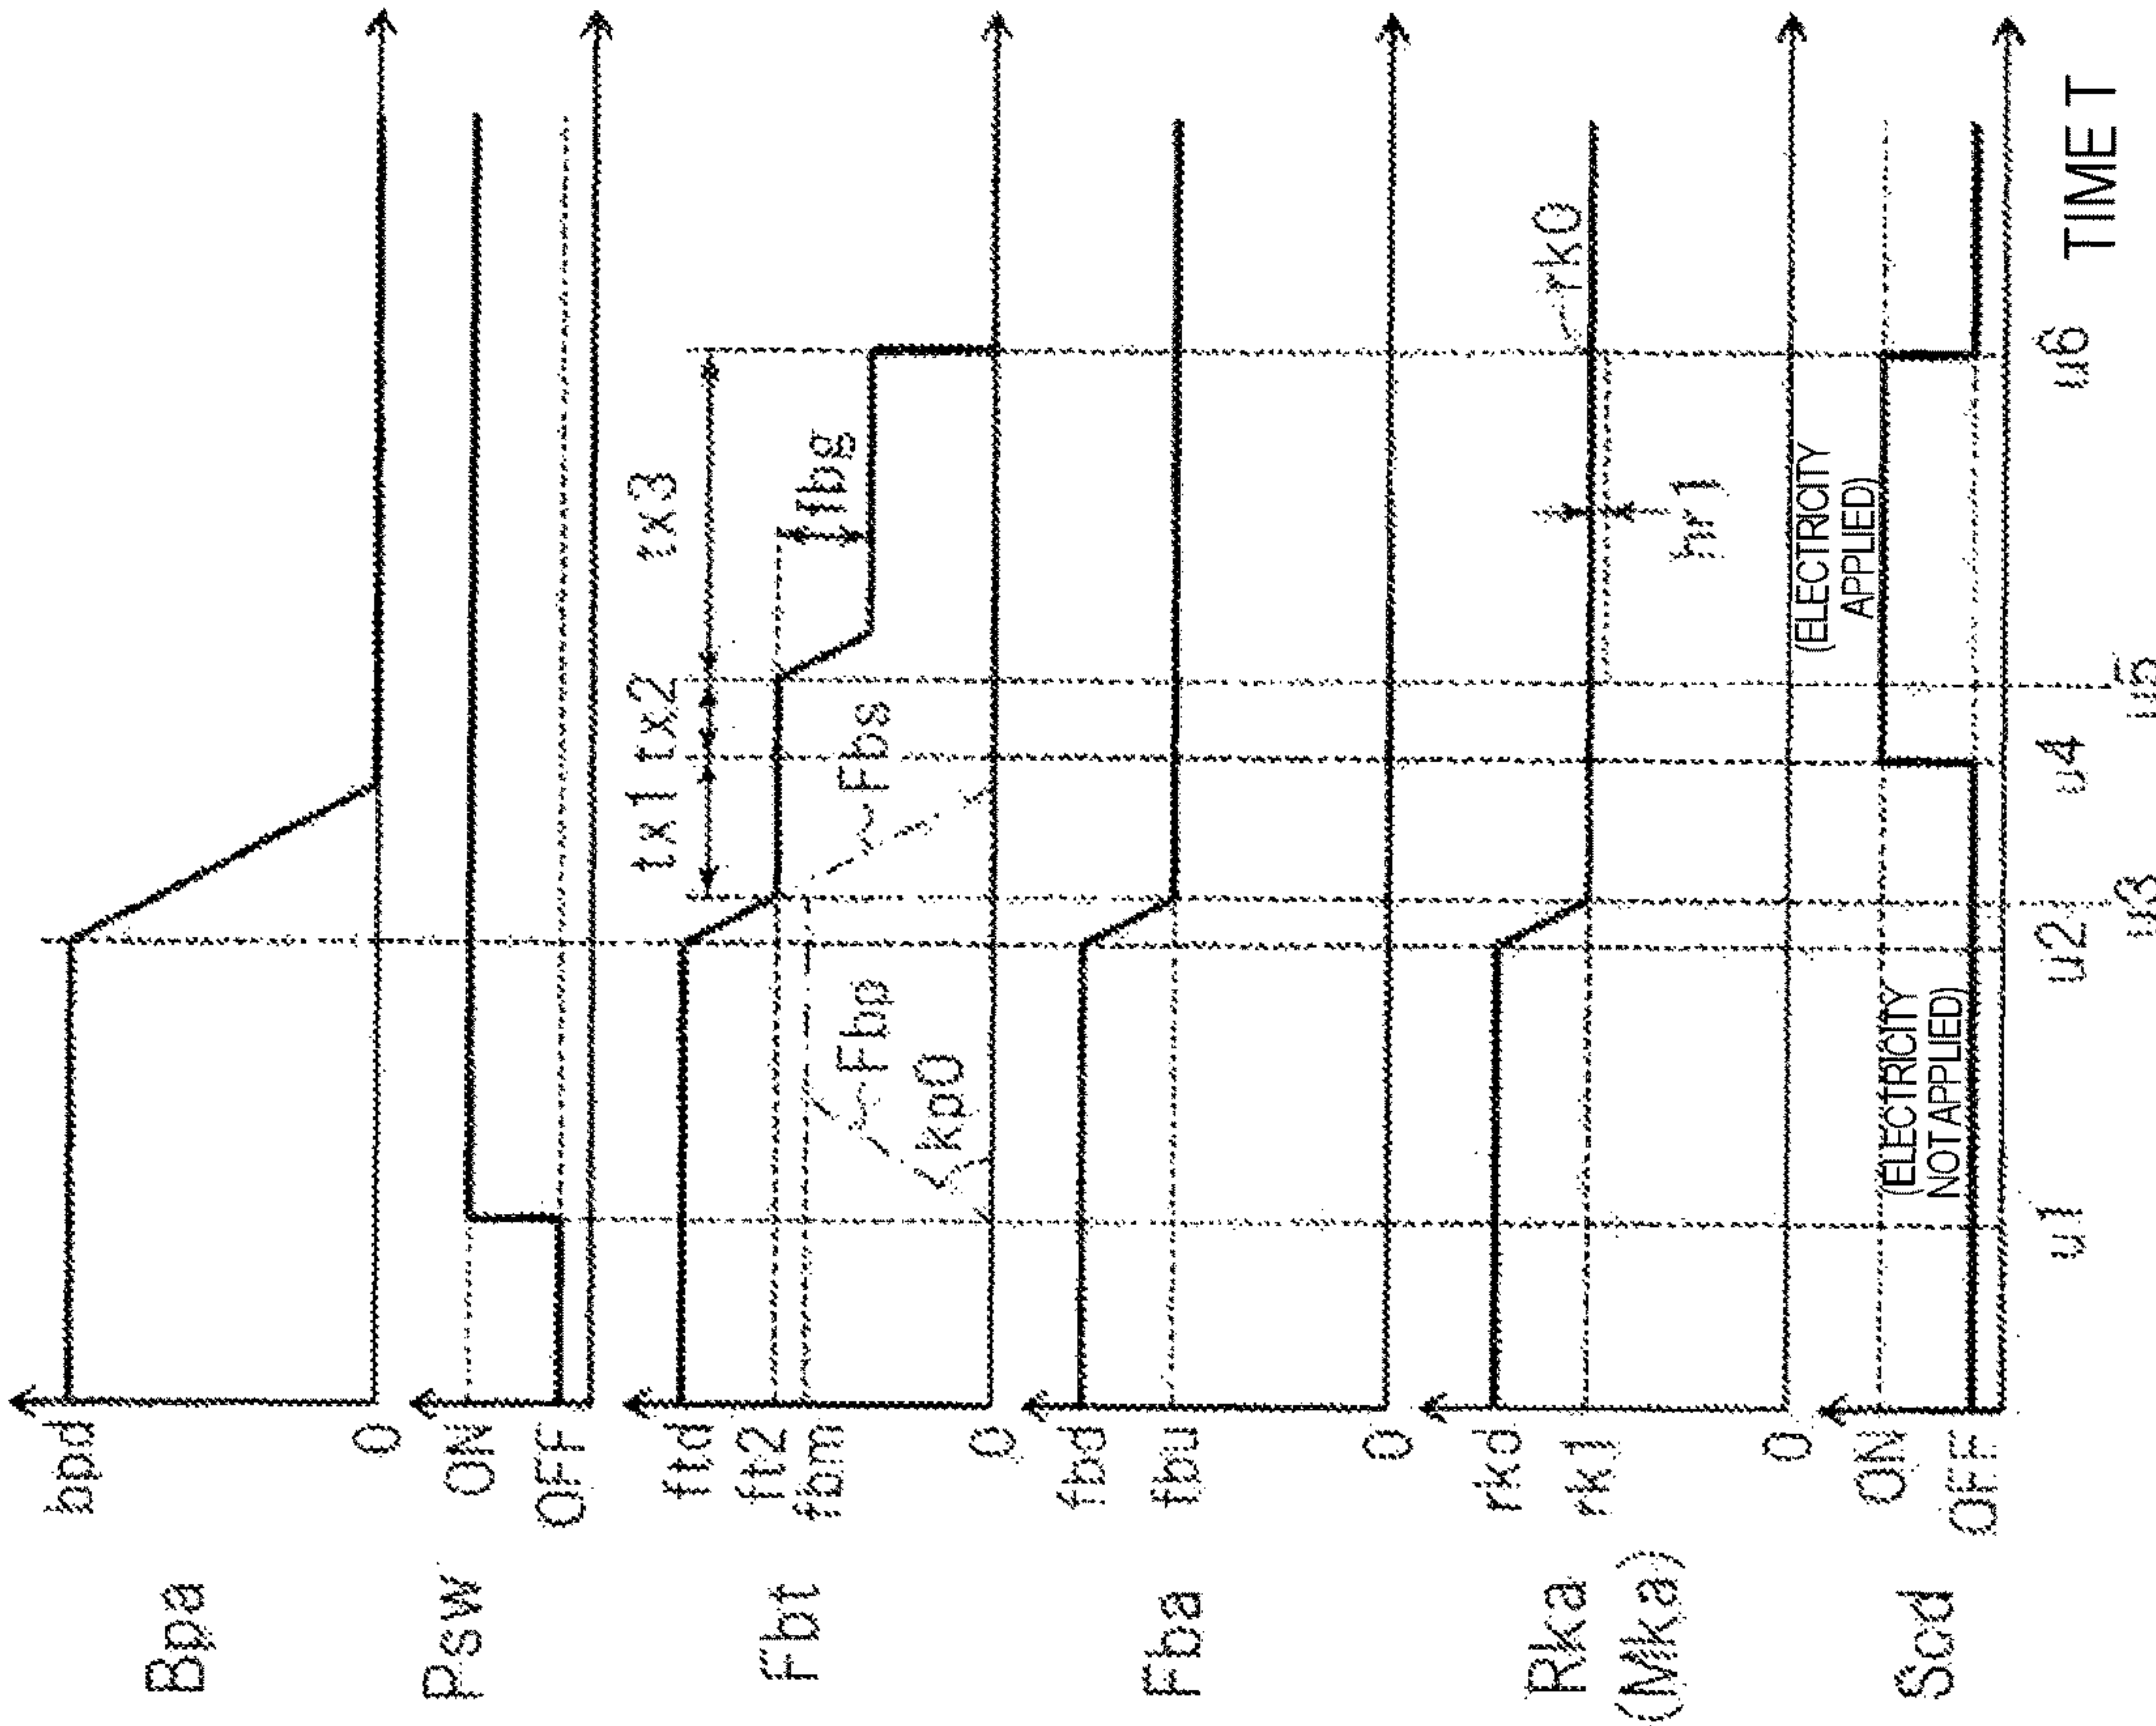 Bpa
bpd
0
Psw
ON
OFF
Fbt
ftd
ft2
fbm
0
tx1
tx2
tx3
fbg
Fbs
Fbp
kp0
Fba
fbd
fbu
0
Rka
(Mka)
rkd
rk1
0
rk0
hr1
Scd
ON
OFF
(ELECTRICITY
NOT APPLIED)
(ELECTRICITY
APPLIED)
u1
u2
u3
u4
u5
u6
TIME T